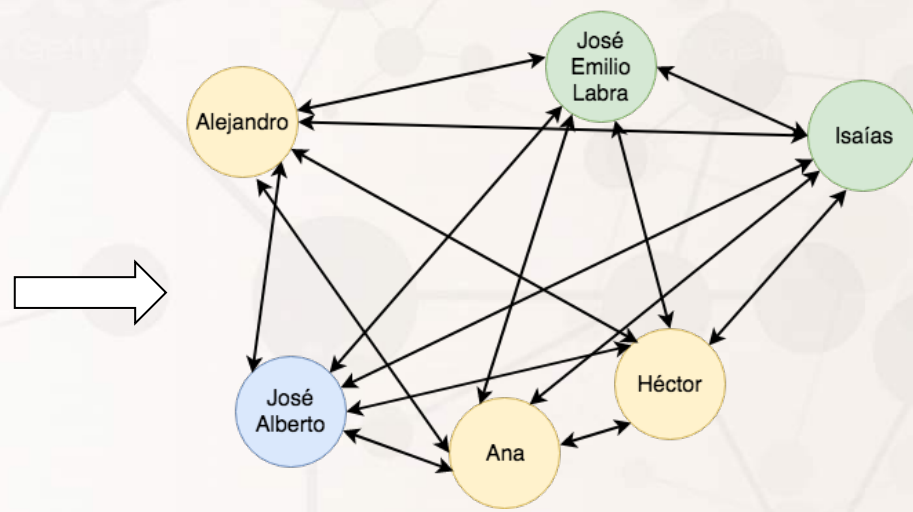 José
Emilio
Labra
Alejandro
Isaías
Héctor
José
Alberto
Ana